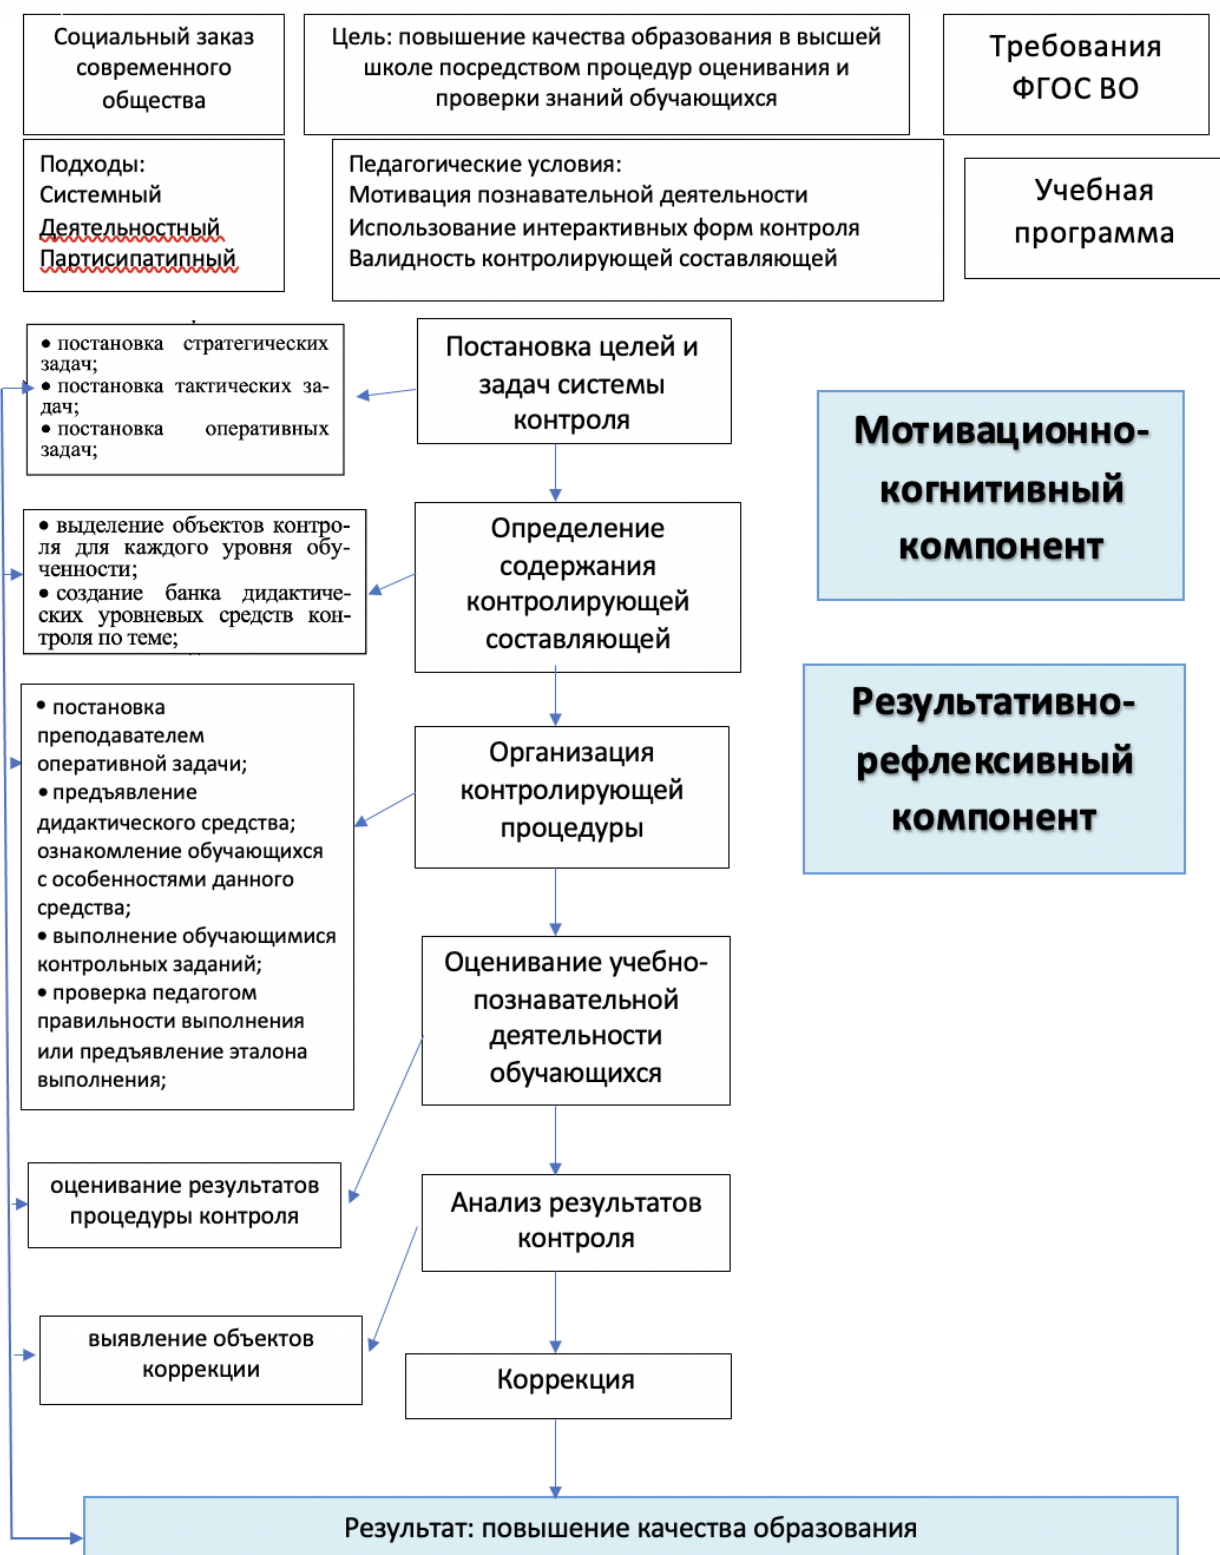 Социальный заказ
современного
общества
Цель: повышение качества образования в высшей
школе посредством процедур оценивания и
проверки знаний обучающихся
Требования
ФГОС ВО
Подходы:
Системный
Деятельностный
Партисипатипный
Педагогические условия:
Мотивация познавательной деятельности
Использование интерактивных форм контроля
Валидность контролирующей составляющей
Учебная
программа
• постановка стратегических
задач;
• постановка тактических за-
дач;
• постановка оперативных
задач;
Постановка целей и
задач системы
контроля
Мотивационно-
когнитивный
компонент
• выделение объектов контро-
ля для каждого уровня обу-
ченности;
• создание банка дидактиче-
ских уровневых средств кон-
троля по теме;
Определение
содержания
контролирующей
составляющей
Результативно-
рефлексивный
компонент
• постановка
преподавателем
оперативной задачи;
• предъявление
дидактического средства;
ознакомление обучающихся
с особенностями данного
средства;
• выполнение обучающимися
контрольных заданий;
• проверка педагогом
правильности выполнения
или предъявление эталона
выполнения;
Организация
контролирующей
процедуры
Оценивание учебно-
познавательной
деятельности
обучающихся
оценивание результатов
процедуры контроля
Анализ результатов
контроля
выявление объектов
коррекции
Коррекция
Результат: повышение качества образования